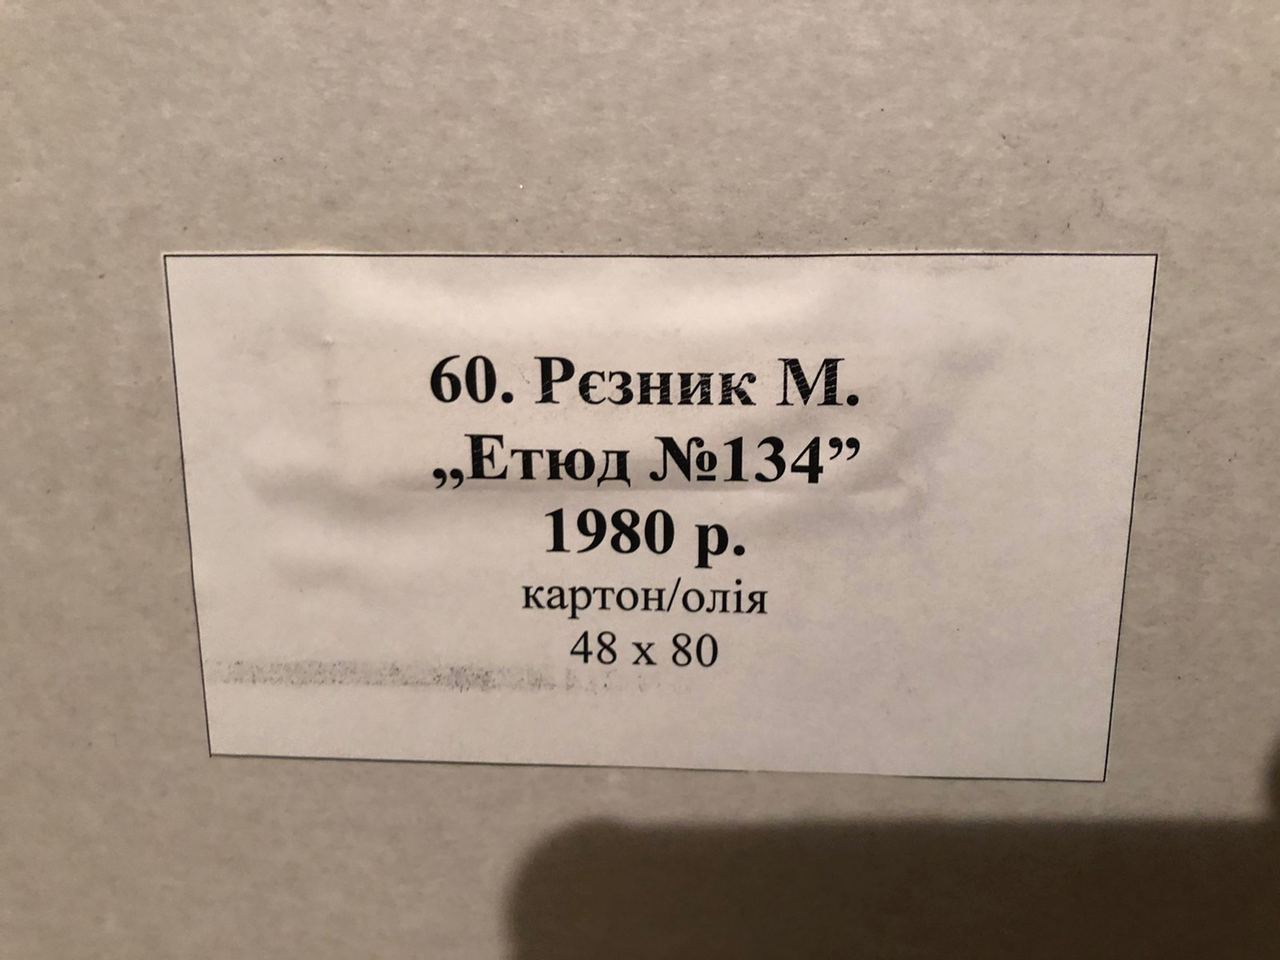 60. Рєзник М.
„Етюд №134”
1980 р.
картон/олія
48 х 80